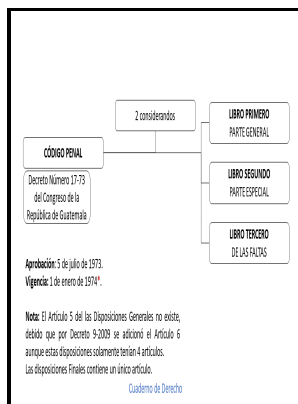 2 considerandos
LIBRO PRIMERO
PARTE GENERAL
CÓDIGO PENAL
Decreto Número 17-73
del Congreso de la
República de Guatemala
LIBRO SEGUNDO
PARTE ESPECIAL
LIBRO TERCERO
DE LAS FALTAS
Aprobación: 5 de julio de 1973.
Vigencia: 1 de enero de 1974*.
Nota: El Artículo 5 del las Disposiciones Generales no existe,
debido que por Decreto 9-2009 se adicionó el Artículo 6
aunque estas disposiciones solamente tenían 4 artículos.
Las disposiciones Finales contiene un único artículo.
Cuaderno de Derecho